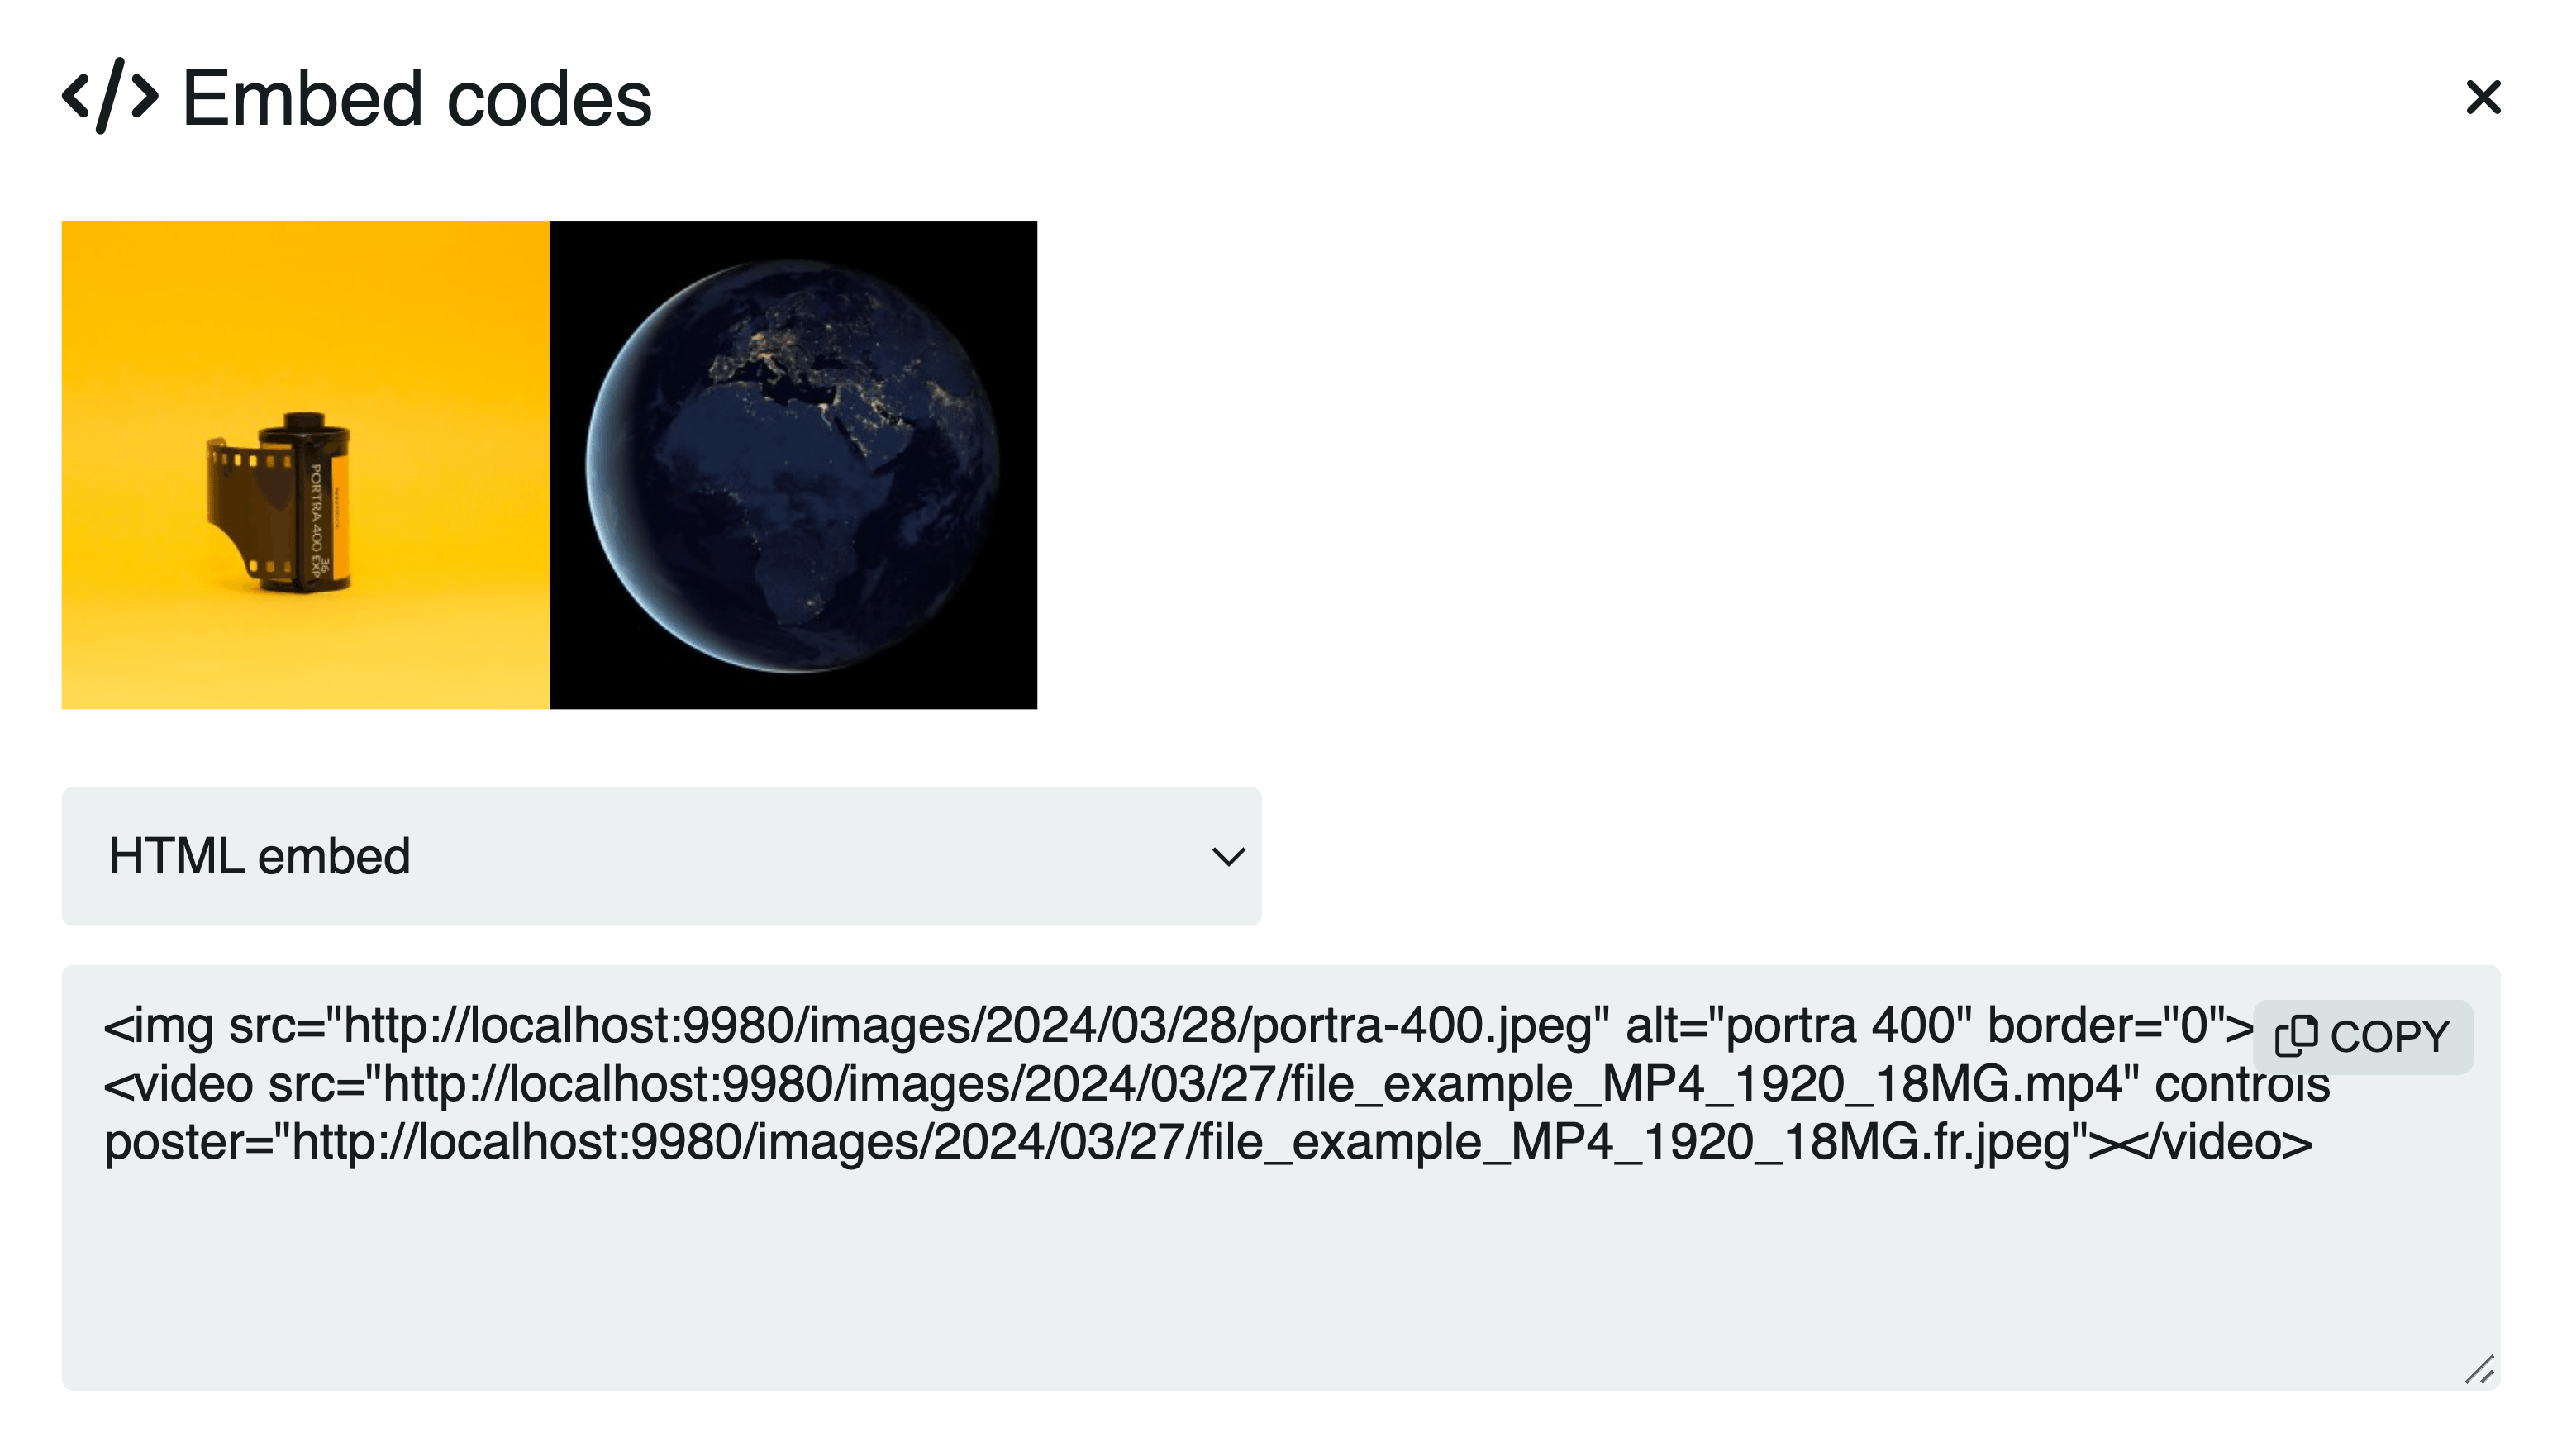 </> Embed codes
PORTRA 400 EXP
36
HTML embed
<img src="http://localhost:9980/images/2024/03/28/portra-400.jpeg" alt="portra 400" border="0">
COPY
<video src="http://localhost:9980/images/2024/03/27/file_example_MP4_1920_18MG.mp4" controls
poster="http://localhost:9980/images/2024/03/27/file_example_MP4_1920_18MG.fr.jpeg"></video>